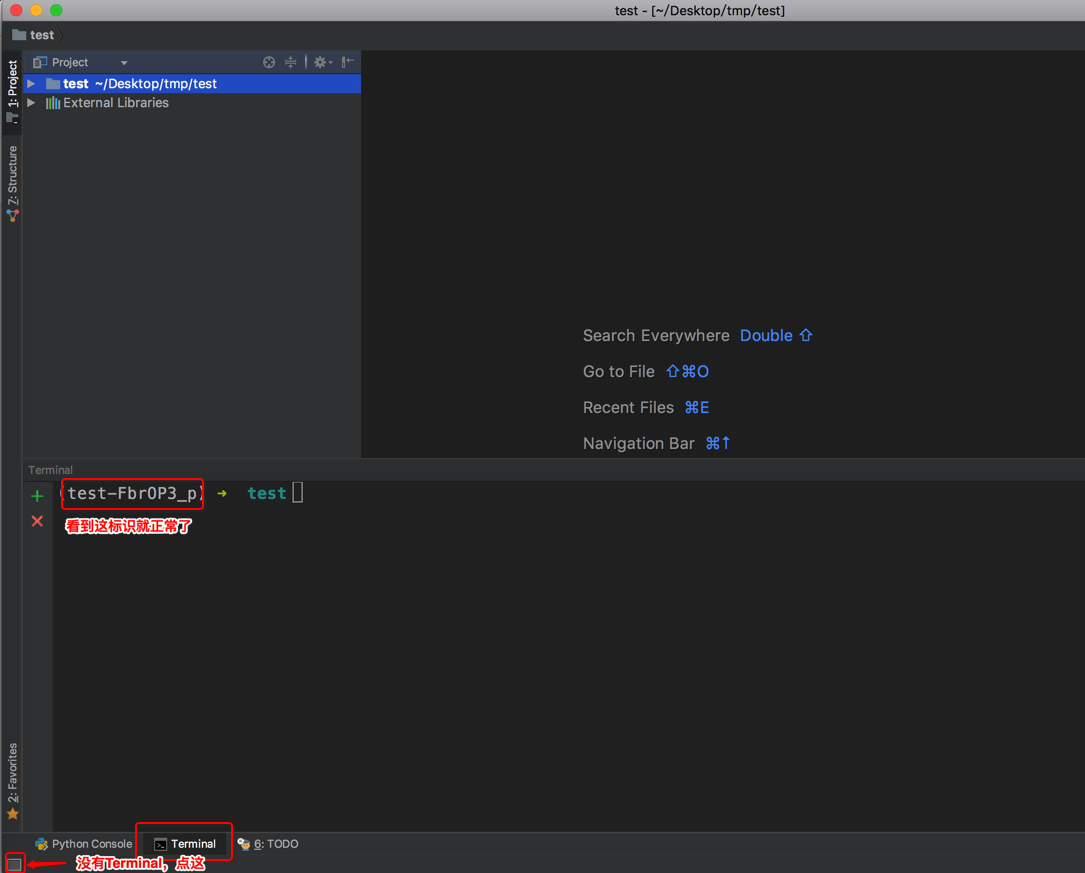 test - [~/Desktop/tmp/test]
test
Project
1: Project
test ~/Desktop/tmp/test
External Libraries
Z: Structure
Search Everywhere Double ⇧
Go to File ⇧⌘O
Recent Files ⌘E
Navigation Bar ⌘↑
Terminal
(test-FbrOP3_p) → test
看到这标识就正常了
2: Favorites
Python Console
Terminal
6: TODO
没有Terminal，点这